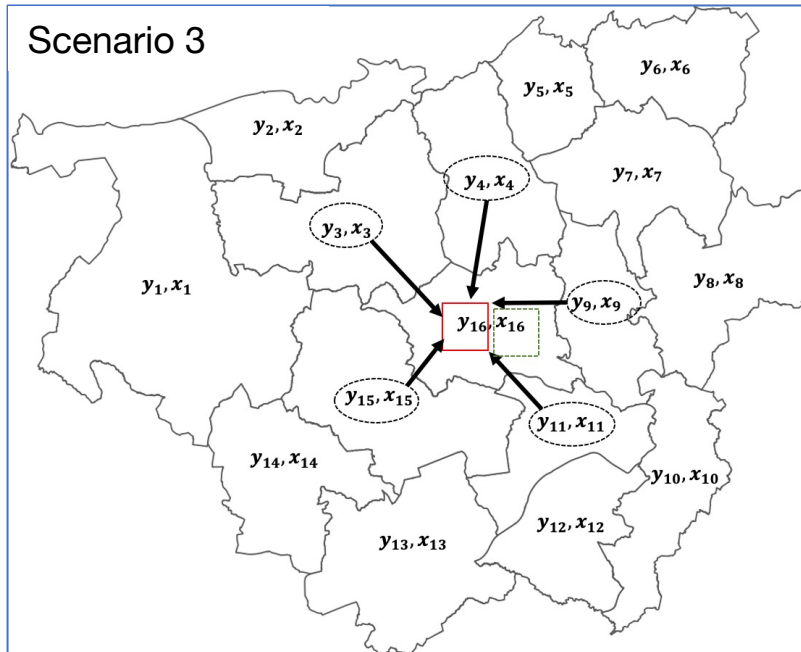 Scenario 3
y₆, x₆
y₅, x₅
y₂, x₂
y₇, x₇
y₄, x₄
y₃, x₃
y₈, x₈
y₁, x₁
y₉, x₉
y₁₆, x₁₆
y₁₅, x₁₅
y₁₁, x₁₁
y₁₄, x₁₄
y₁₀, x₁₀
y₁₂, x₁₂
y₁₃, x₁₃